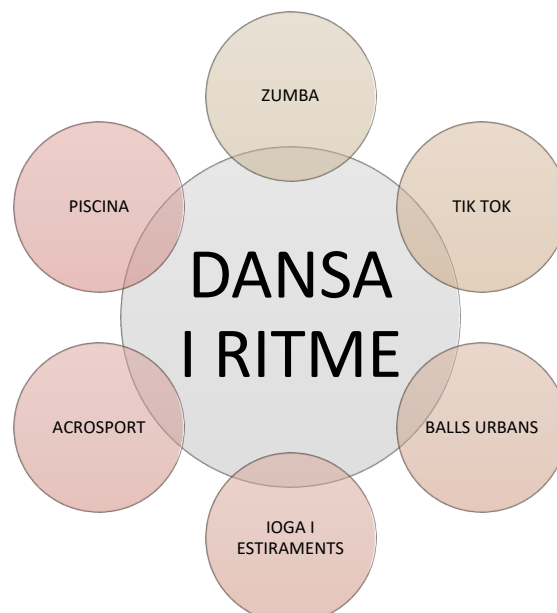 ZUMBA
TIK TOK
BALLS URBANS
IOGA I
ESTIRAMENTS
ACROSPORT
PISCINA
DANSA
I RITME